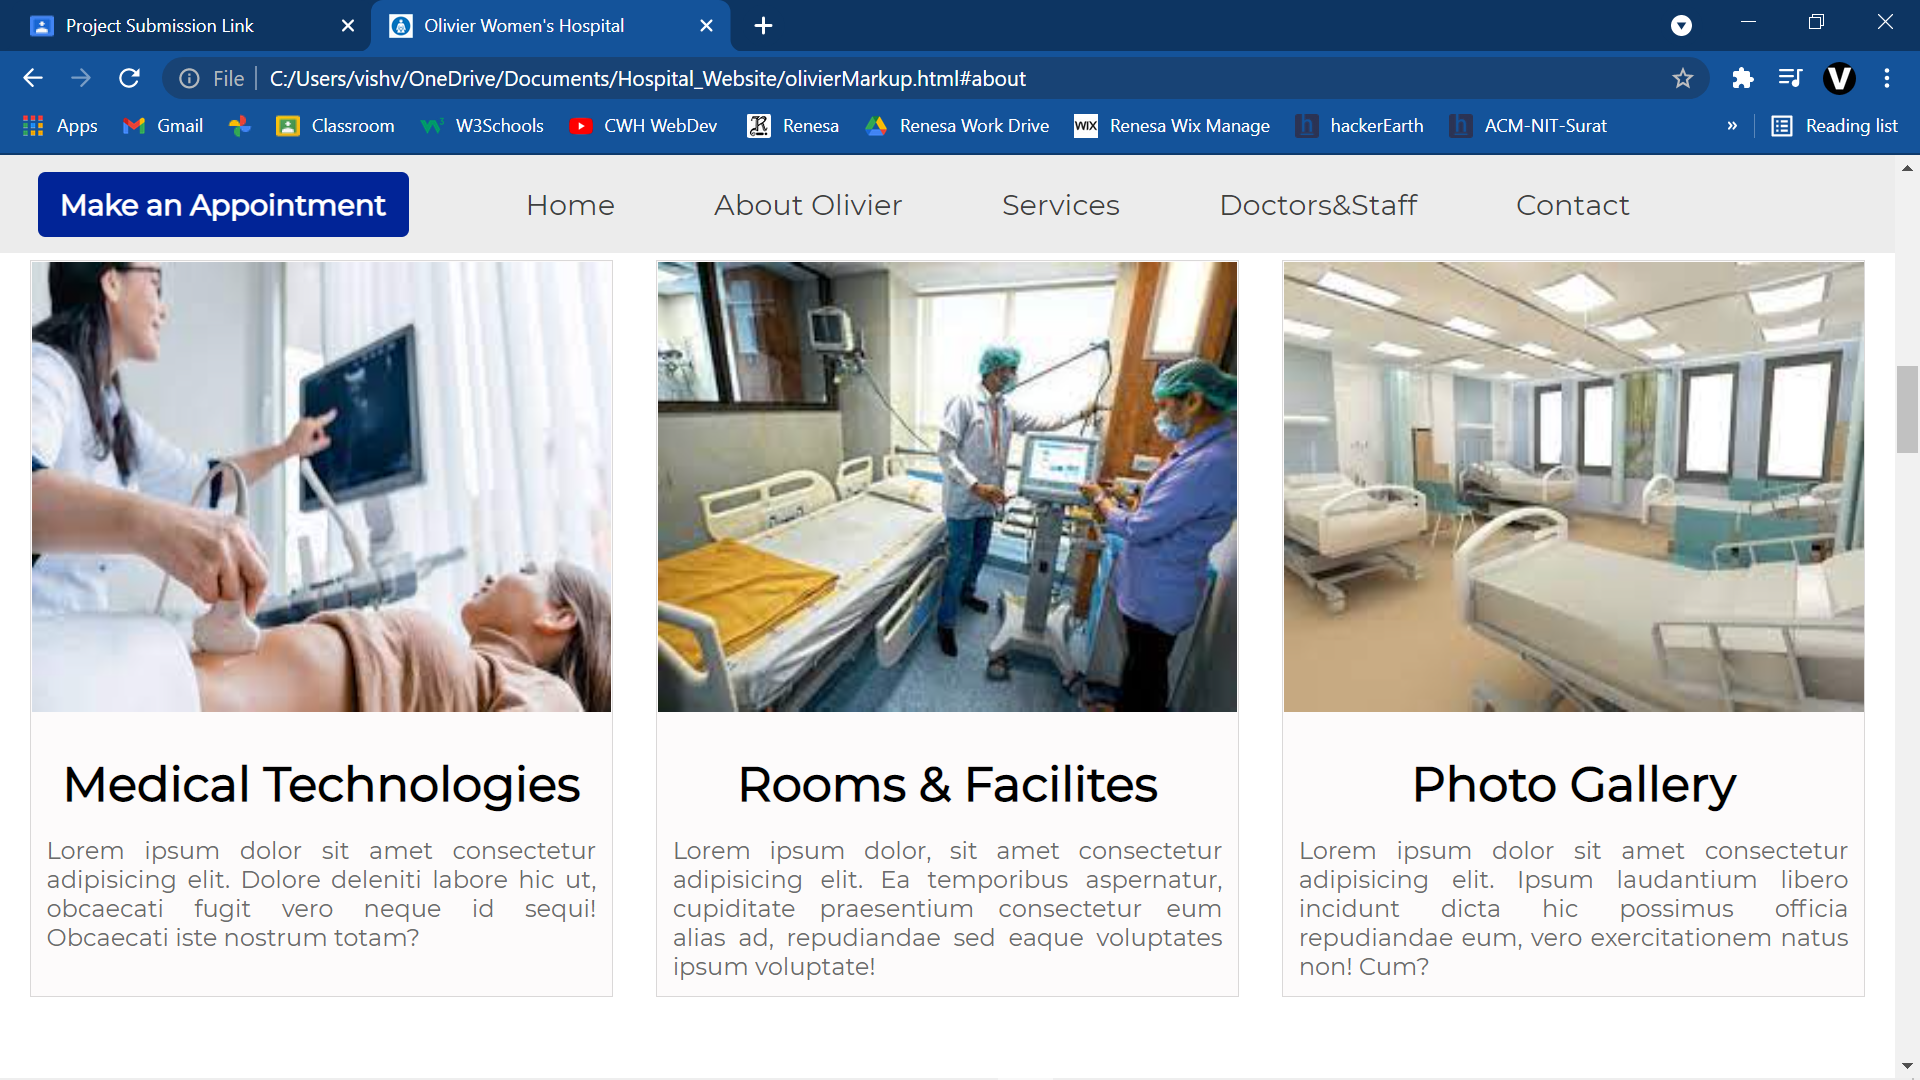 Project Submission Link
Olivier Women's Hospital
File
C:/Users/vishv/OneDrive/Documents/Hospital_Website/olivierMarkup.html#about
V
Apps
Gmail
Classroom
W3Schools
CWH WebDev
Renesa
Renesa Work Drive
WIX
Renesa Wix Manage
h
hackerEarth
h
ACM-NIT-Surat
»
Reading list
Make an Appointment
Home
About Olivier
Services
Doctors&Staff
Contact
Medical Technologies
Lorem ipsum dolor sit amet consectetur
adipisicing elit. Dolore deleniti labore hic ut,
obcaecati fugit vero neque id sequi!
Obcaecati iste nostrum totam?
Rooms & Facilites
Lorem ipsum dolor, sit amet consectetur
adipisicing elit. Ea temporibus aspernatur,
cupiditate praesentium consectetur eum
alias ad, repudiandae sed eaque voluptates
ipsum voluptate!
Photo Gallery
Lorem ipsum dolor sit amet consectetur
adipisicing elit. Ipsum laudantium libero
incidunt dicta hic possimus officia
repudiandae eum, vero exercitationem natus
non! Cum?